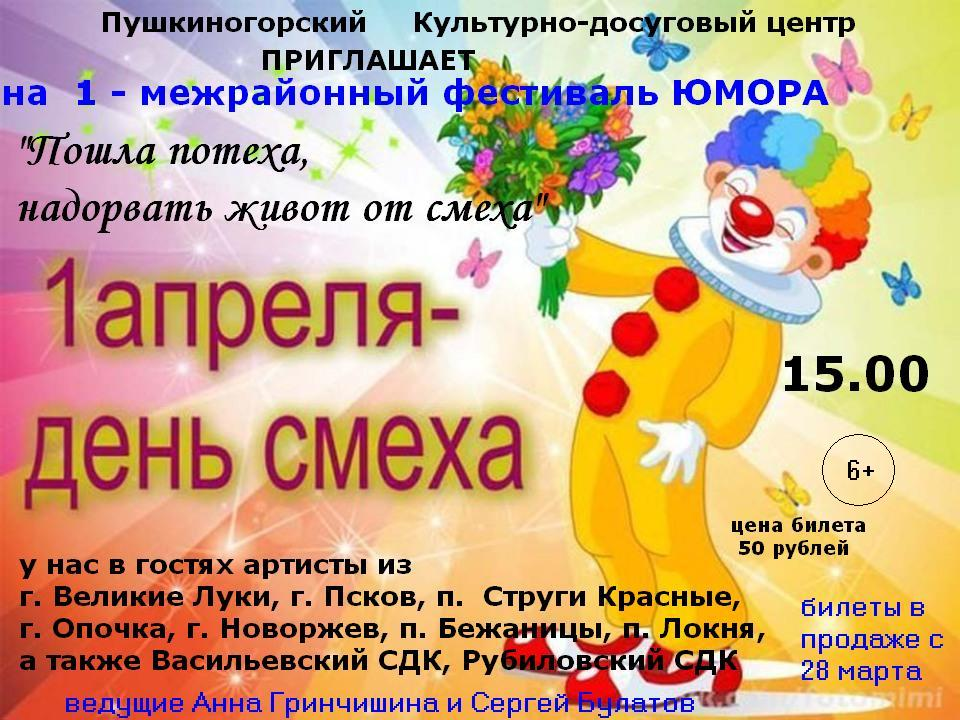 Пушкиногорский Культурно-досуговый центр
ПРИГЛАШАЕТ
на 1 - межрайонный фестиваль ЮМОРА
"Пошла потеха,
надорвать живот от смеха"
1апреля-
день смеха
15.00
6+
цена билета
50 рублей
у нас в гостях артисты из
г. Великие Луки, г. Псков, п. Струги Красные,
г. Опочка, г. Новоржев, п. Бежаницы, п. Локня,
а также Васильевский СДК, Рубиловский СДК
билеты в
продаже с
28 марта
ведущие Анна Гринчишина и Сергей Булатов